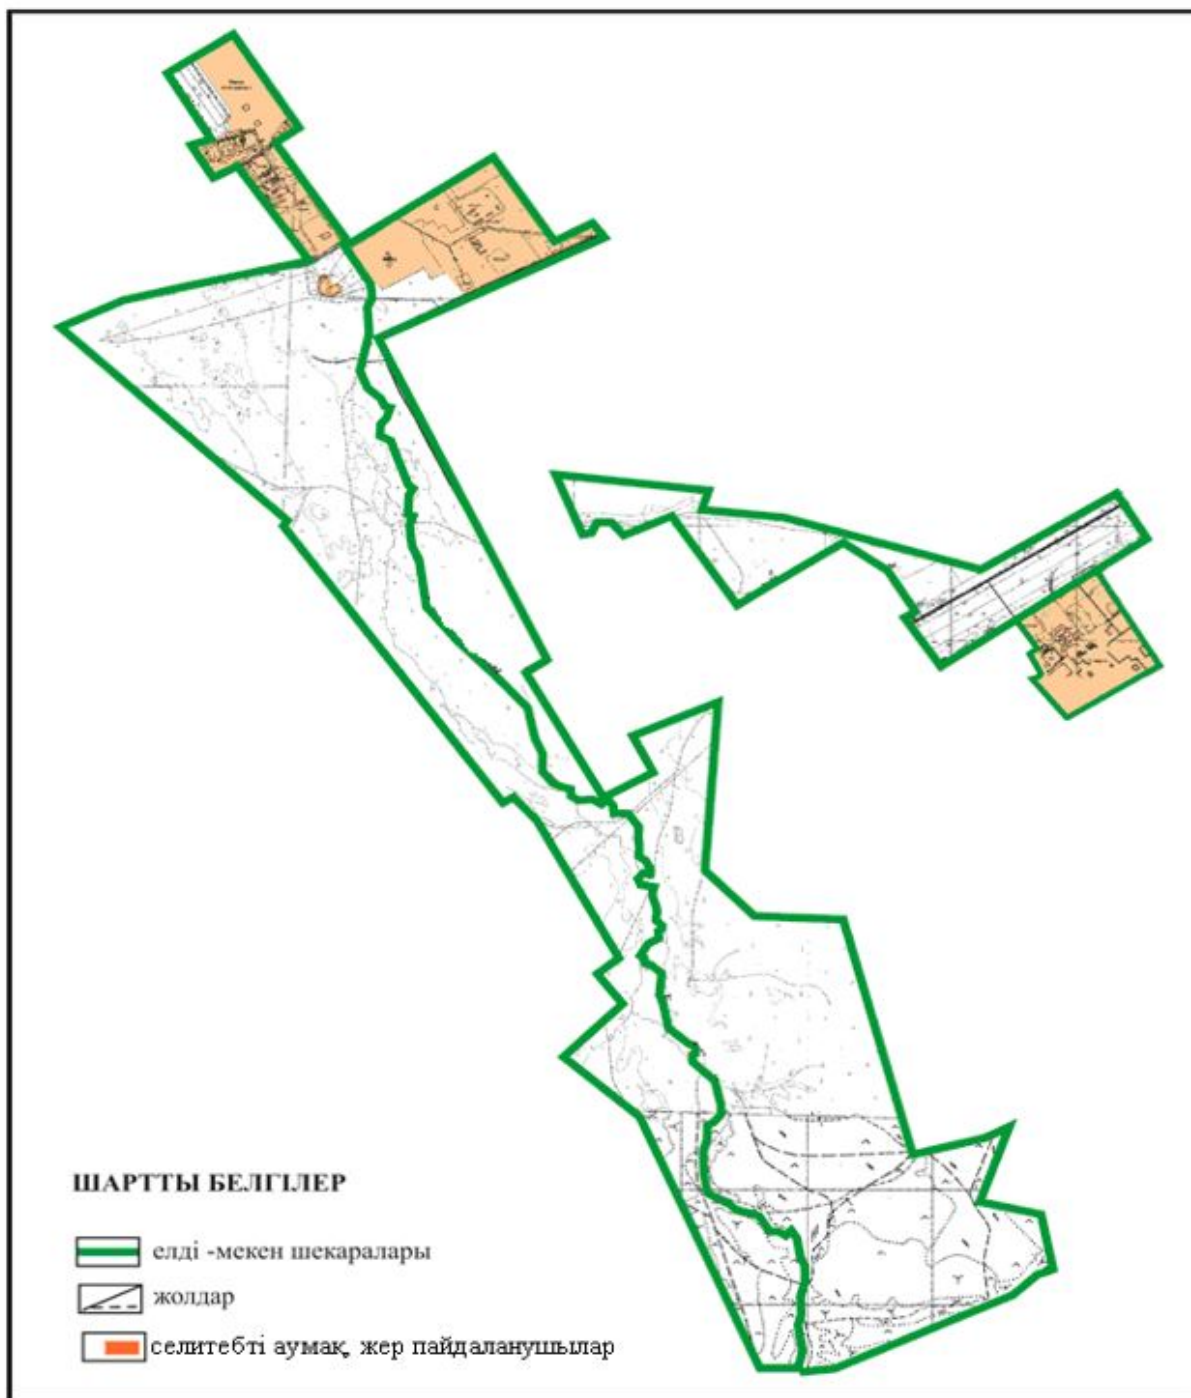 ШАРТТЫ БЕЛГІЛЕР
елді -мекен шекаралары
жолдар
селитебті аумақ, жер пайдаланушылар